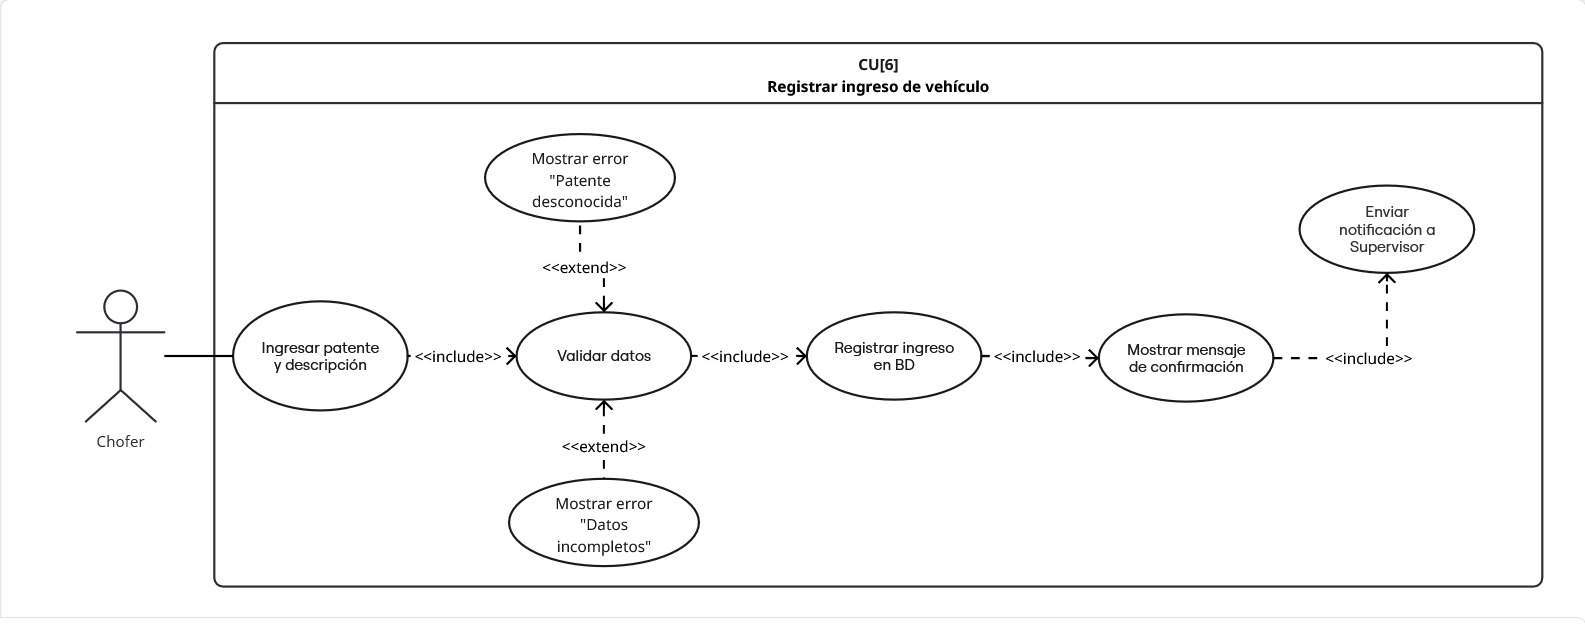 CU[6]
Registrar ingreso de vehículo
Mostrar error
"Patente
desconocida"
<<extend>>
Enviar
notificación a
Supervisor
Chofer
Ingresar patente
y descripción
<<include>>
Validar datos
<<include>>
Registrar ingreso
en BD
<<include>>
Mostrar mensaje
de confirmación
<<include>>
<<extend>>
Mostrar error
"Datos
incompletos"